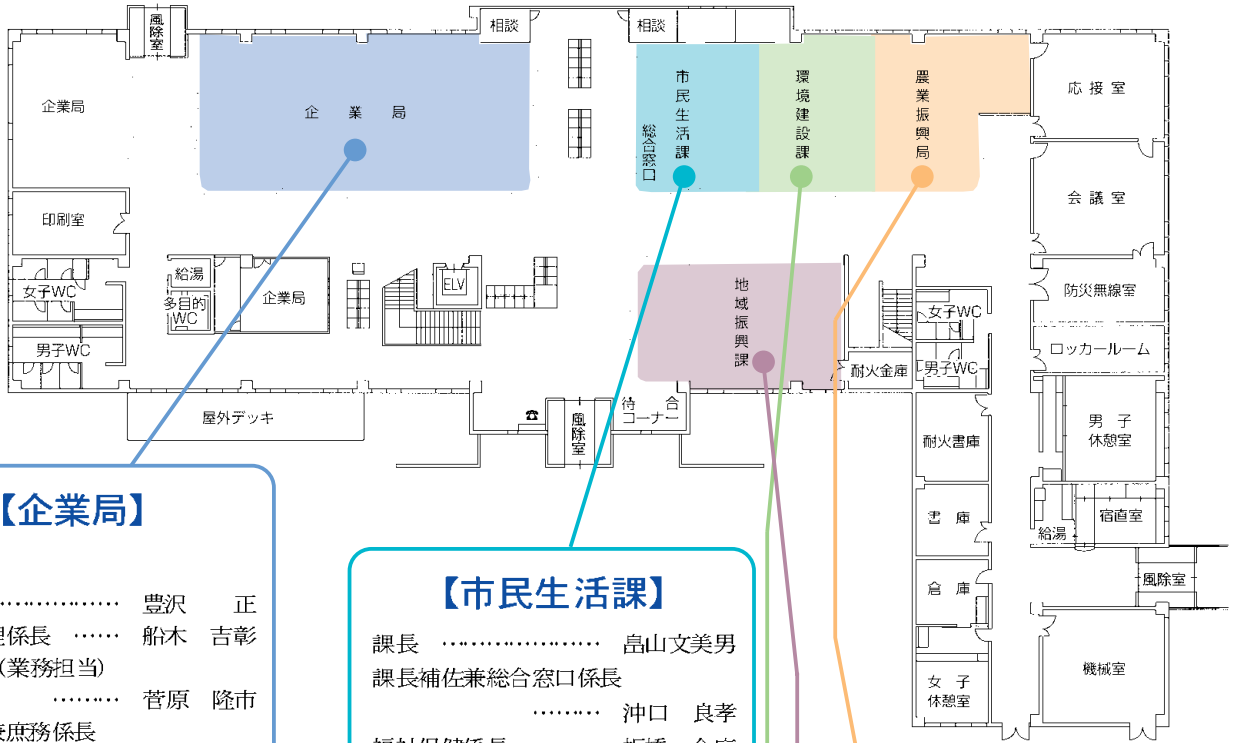 風除室
相談
相談
企業局
企業局
市民生活課
総合窓口
環境建設課
農業振興局
応接室
会議室
印刷室
給湯
女子WC
多目的
WC
企業局
ELV
地域振興課
防災無線室
女子WC
ロッカールーム
男子WC
男子WC
耐火金庫
屋外デッキ
☎
風除室
待合
コーナー
耐火書庫
男子
休憩室
書庫
宿直室
給湯
倉庫
風除室
女子
休憩室
機械室
【企業局】
豊沢 正
係長 …… 船木 吉彰
(業務担当)
……… 菅原 隆市
庶務係長
【市民生活課】
課長 ………………… 畠山文美男
課長補佐兼総合窓口係長
……… 沖口 良孝